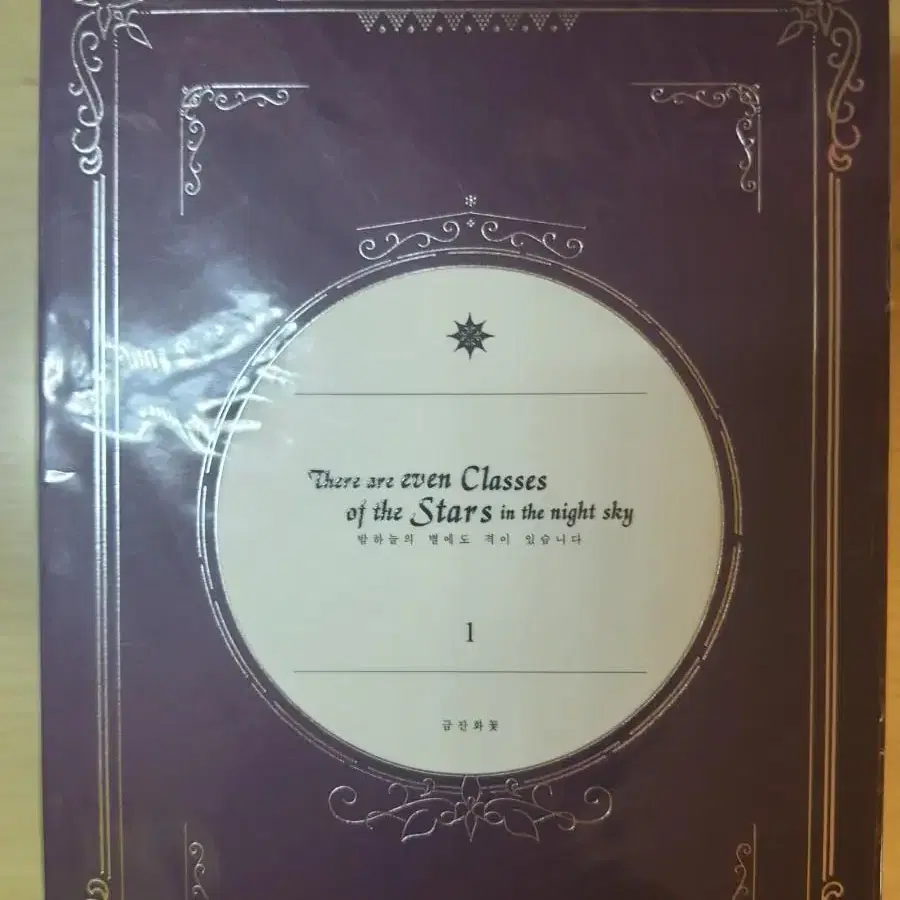 There are even Classes
of the Stars in the night sky
밤하늘의 별에도 격이 있습니다
1
금잔화꽃